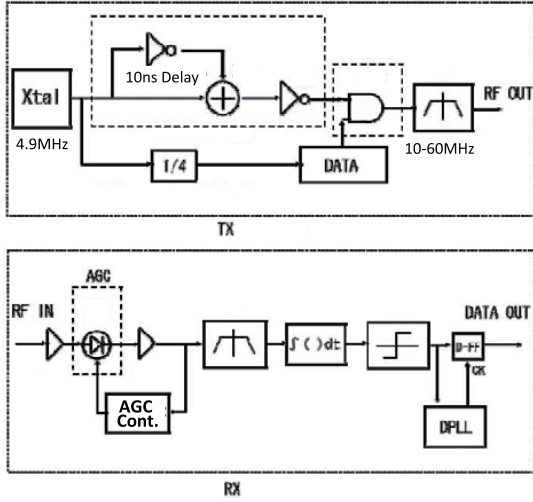 10ns Delay
Xtal
RF OUT
4.9MHz
10-60MHz
1/4
DATA
TX
AGC
RF IN
DATA OUT
∫( )dt
D-FF
CK
AGC
Cont.
DPLL
RX